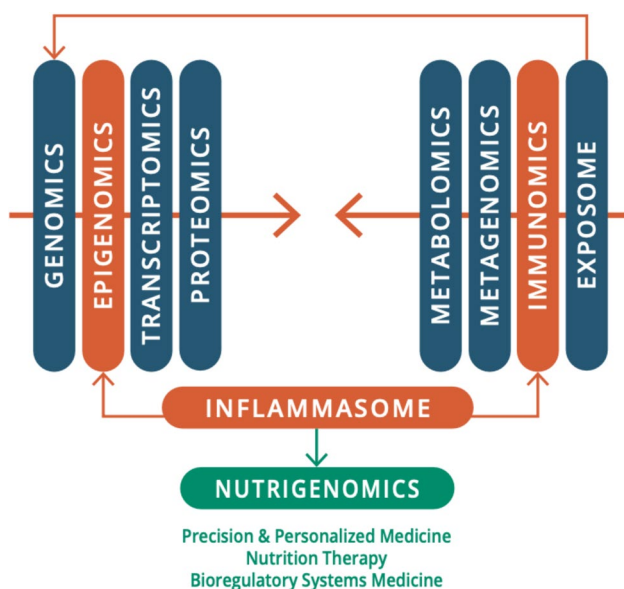 GENOMICS
EPIGENOMICS
TRANSCRIPTOMICS
PROTEOMICS
METABOLOMICS
METAGENOMICS
IMMUNOMICS
EXPOSOME
INFLAMMASOME
NUTRIGENOMICS
Precision & Personalized Medicine
Nutrition Therapy
Bioregulatory Systems Medicine